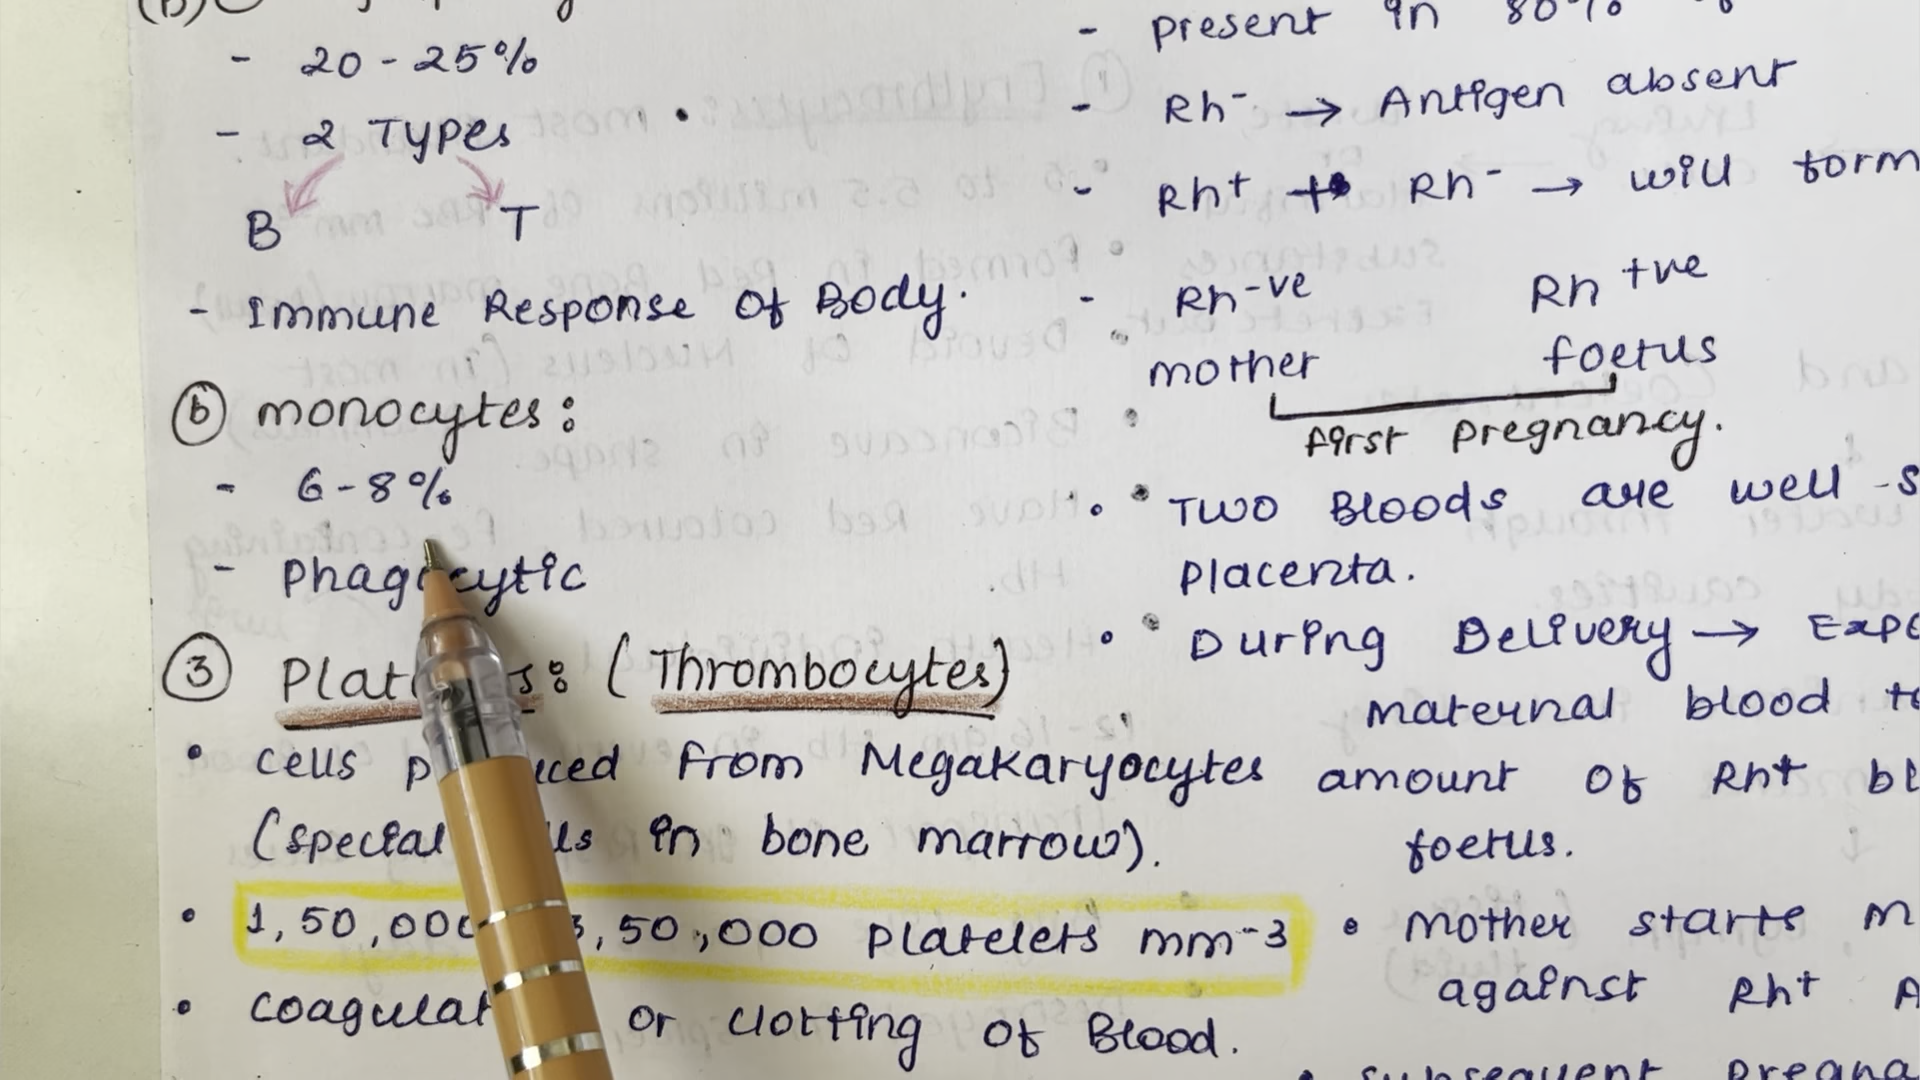 - 20-25%
- 2 Types
B T
- Immune Response of Body.
(b) monocytes:
- 6-8%
- Phagocytic
(3) Platelets: (Thrombocytes)
• cells produced from Megakaryocytes
(special cells in bone marrow).
• 1,50,000 3,50,000 Platelets mm-3
• coagulat or clotting of Blood.
- present in 80%
- Rh- → Antigen absent
- Rh+ + Rh- → will form
- Rh-ve Rh+ve
mother foetus
first pregnancy.
• Two Bloods are well
Placenta.
• During Delivery →
maternal blood
amount of Rh+
foetus.
• mother starts
against Rh+
• subsequent